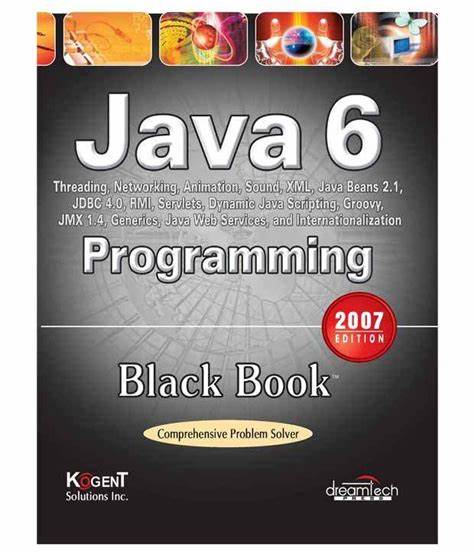 Java 6
Threading, Networking, Animation, Sound, XML, Java Beans 2.1,
JDBC 4.0, RMI, Servlets, Dynamic Java Scripting, Groovy,
JMX 1.4, Generics, Java Web Services, and Internationalization
Programming
2007
EDITION
Black Book™
Comprehensive Problem Solver
KOGENT
Solutions Inc.
dreamtech
PRESS